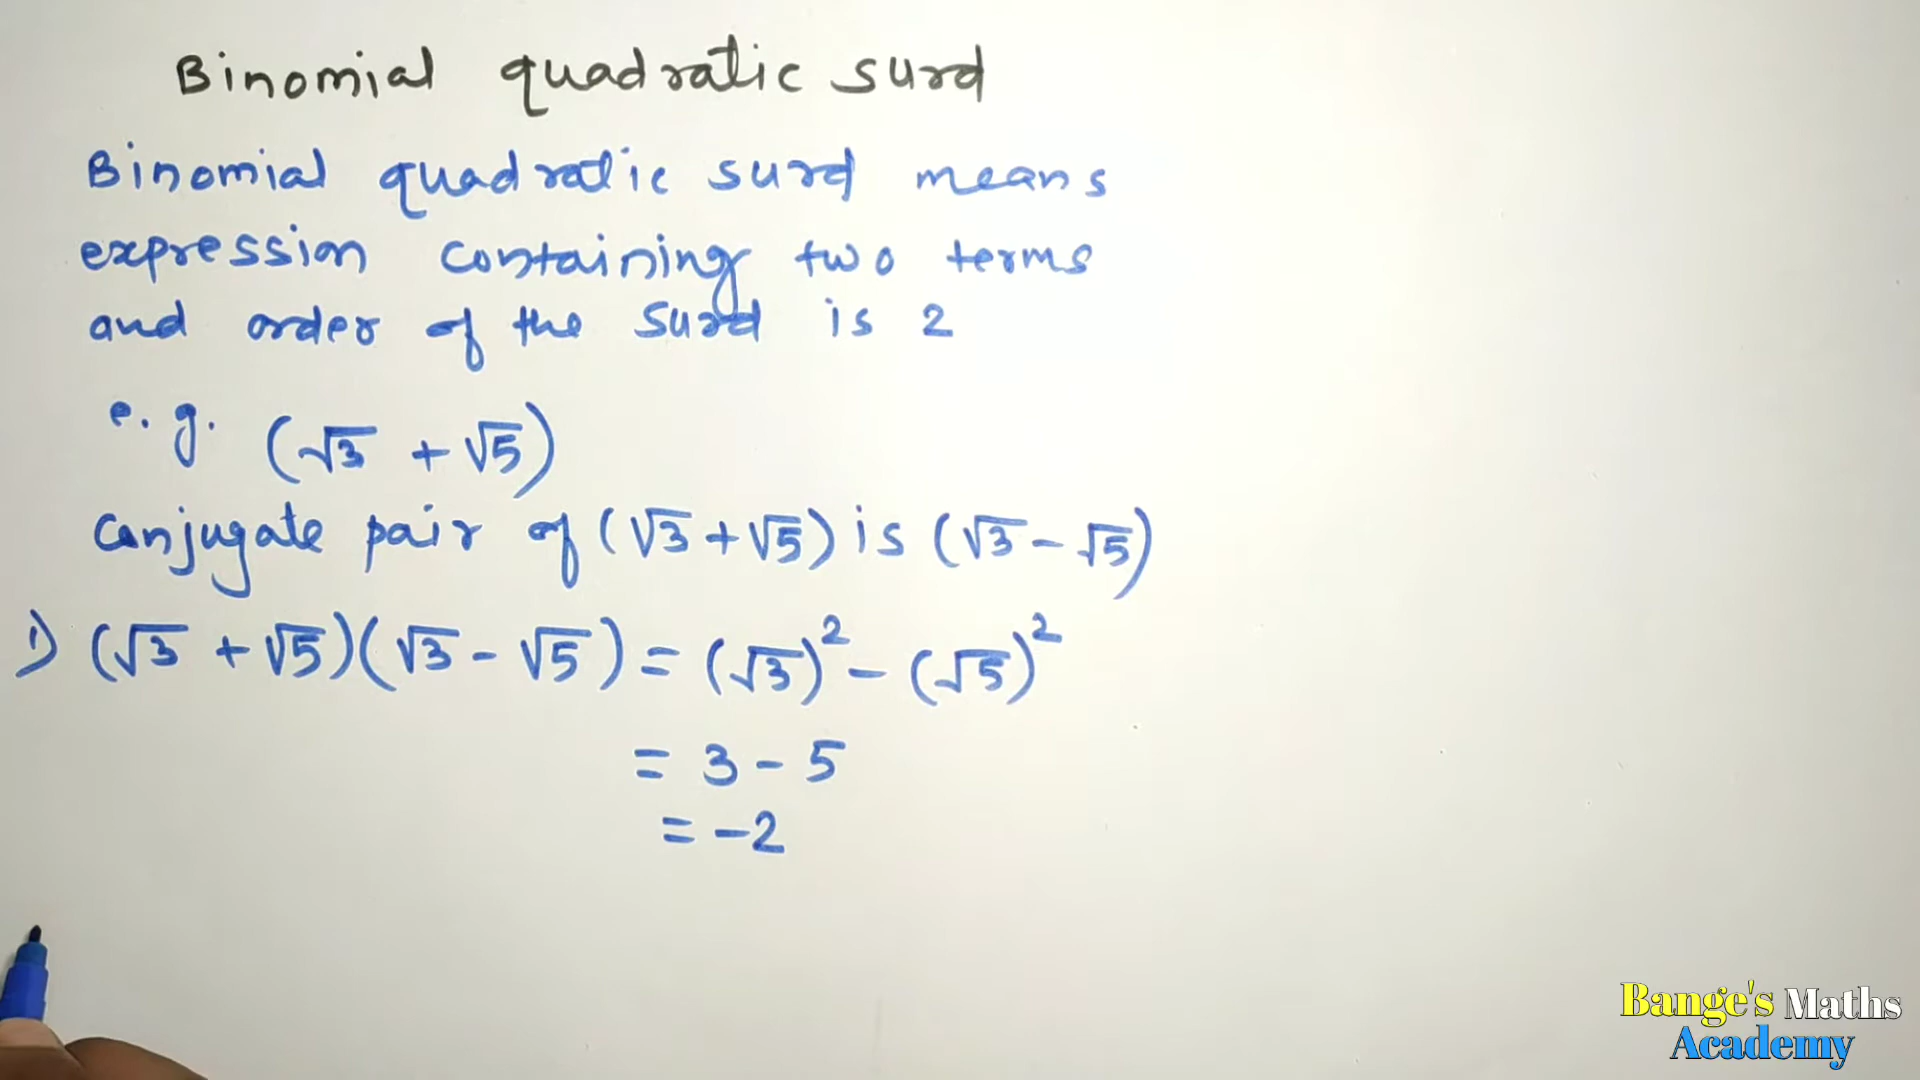 Binomial quadratic surd
Binomial quadratic surd means
expression containing two terms
and order of the surd is 2
e.g. (√3 + √5)
Conjugate pair of (√3 + √5) is (√3 - √5)
1) (√3 + √5)(√3 - √5) = (√3)² - (√5)²
= 3 - 5
= -2
Bange's Maths
Academy